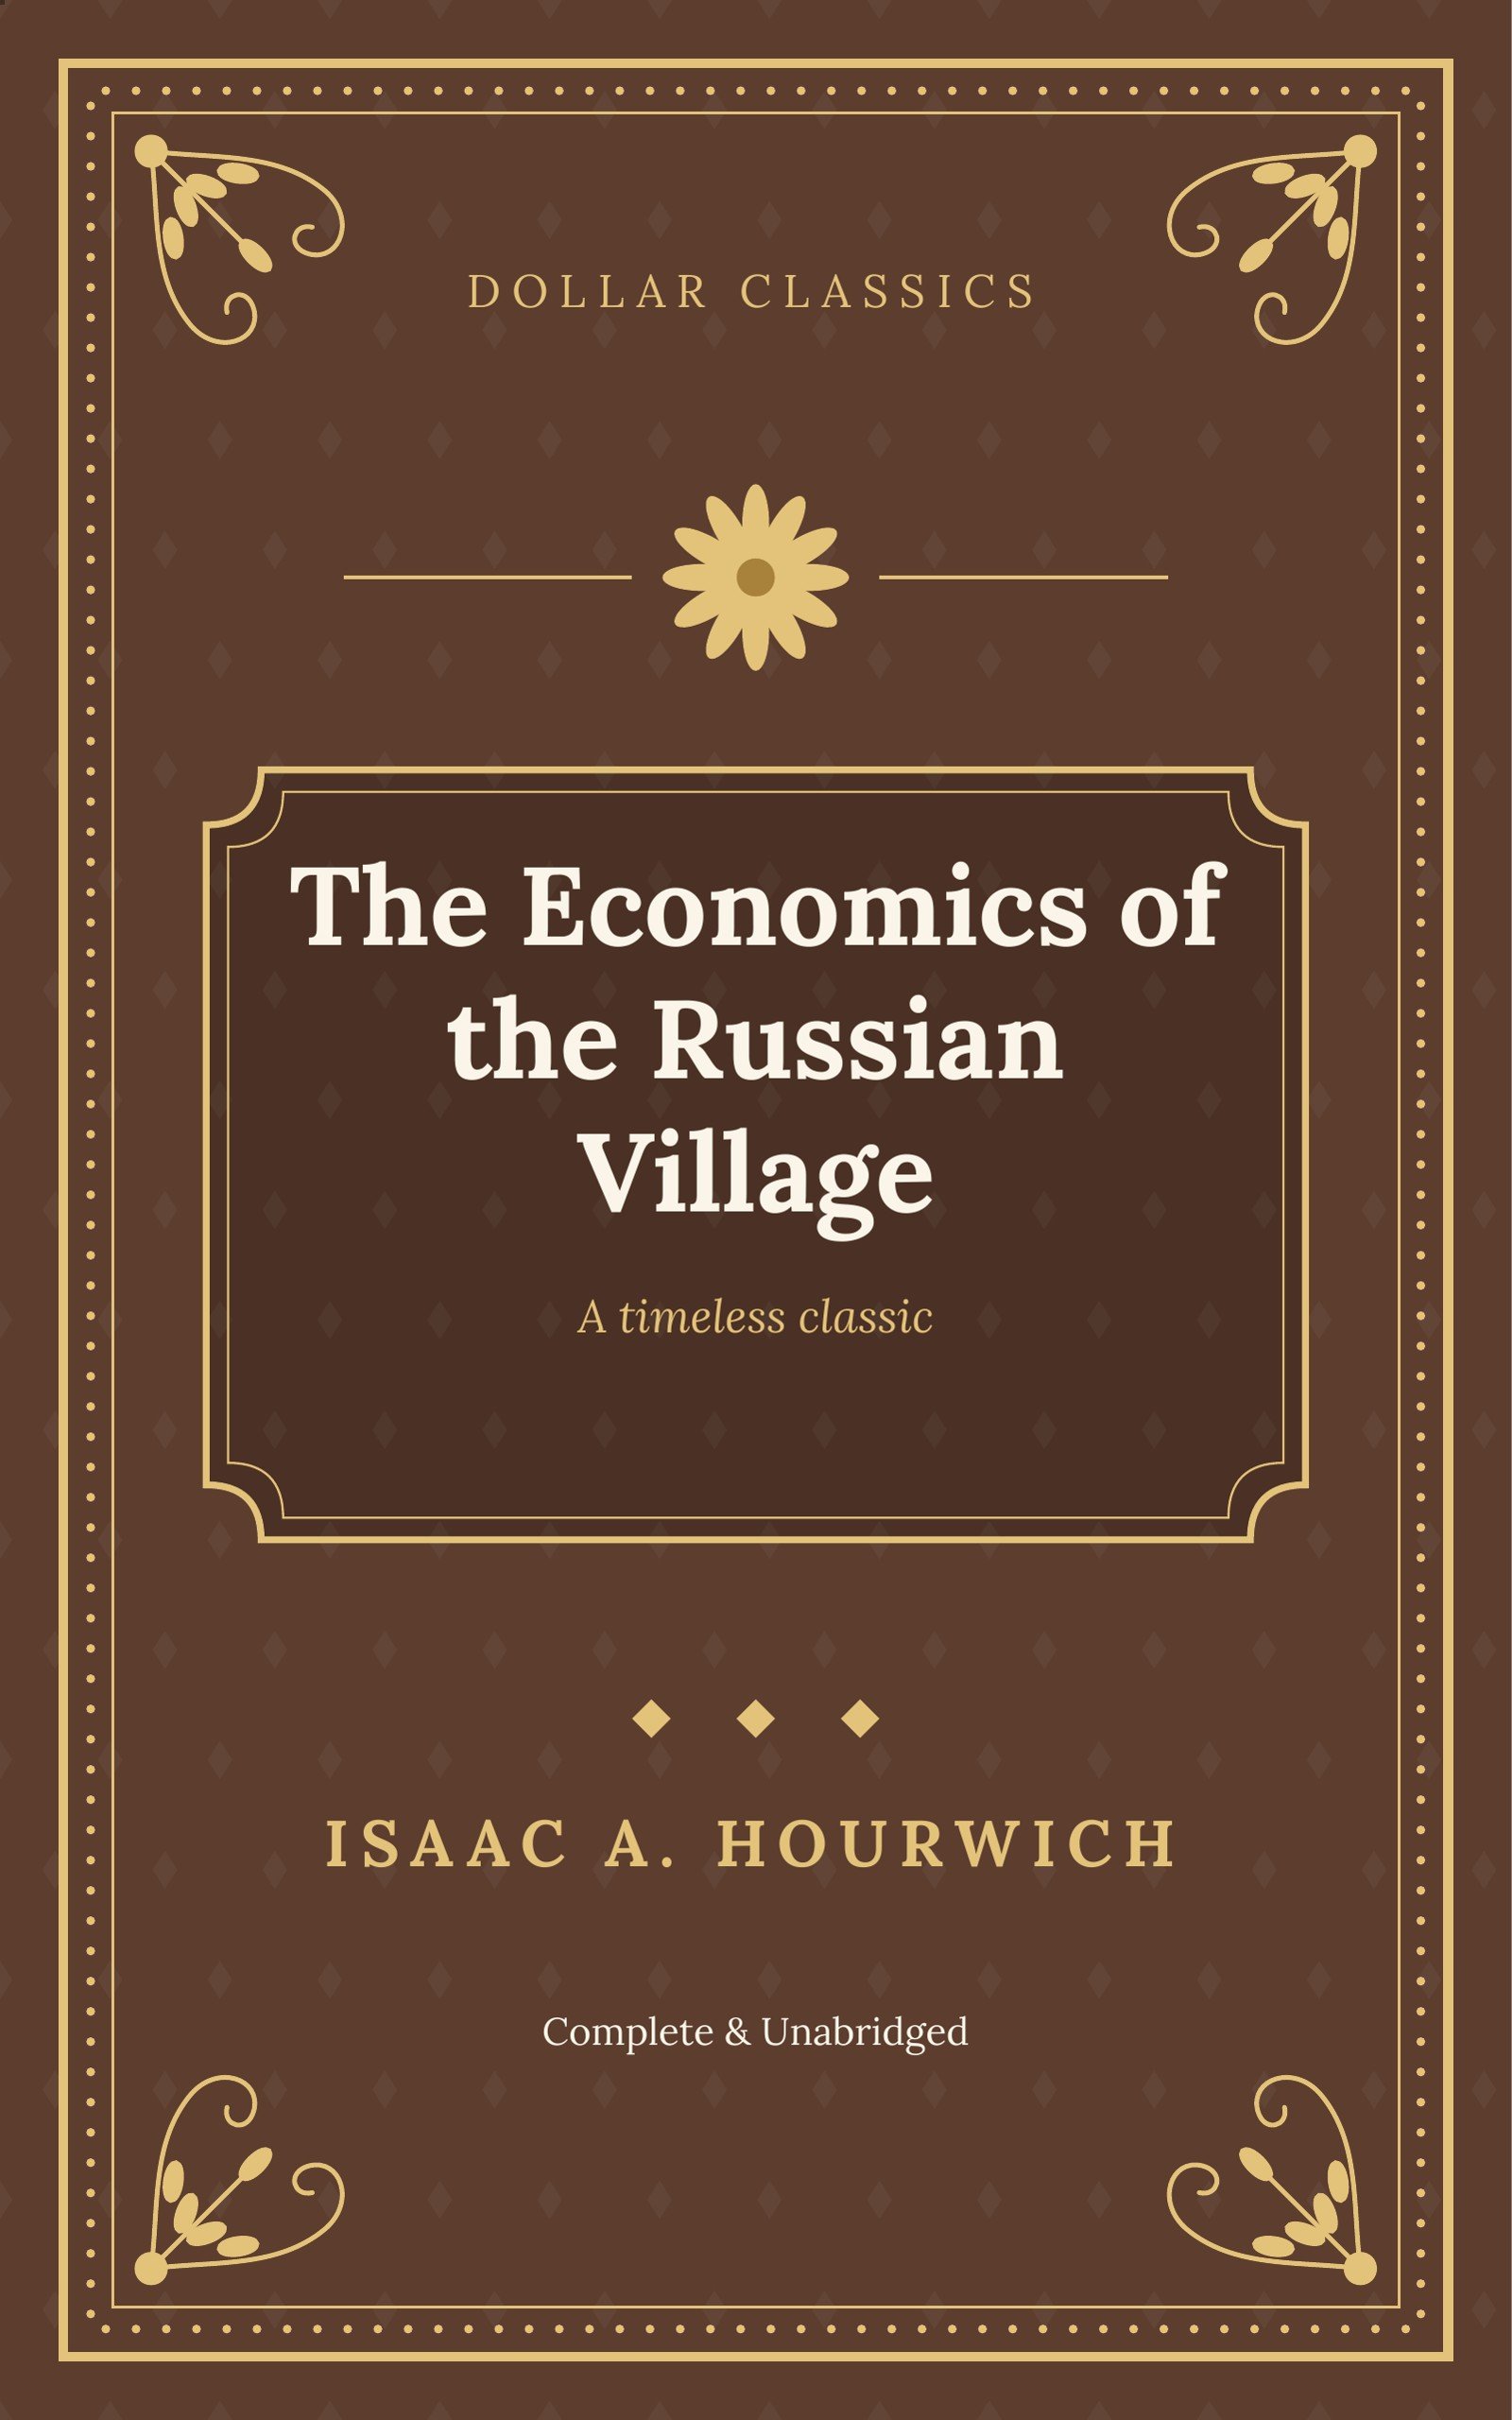 DOLLAR CLASSICS
The Economics of
the Russian
Village
A timeless classic
ISAAC A. HOURWICH
Complete & Unabridged